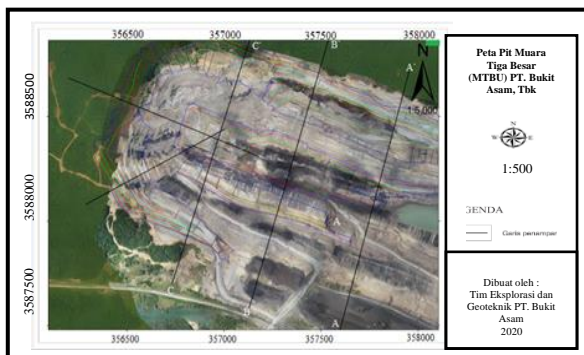 356500 357000 357500 358000
C' B' N
A'
1:5.000
3588500
3588000
3587500
A
C B A
356500 357000 357500 358000
Peta Pit Muara
Tiga Besar
(MTBU) PT. Bukit
Asam, Tbk
N
W E
S
1:500
GENDA
Garis penampar
Dibuat oleh :
Tim Eksplorasi dan
Geoteknik PT. Bukit
Asam
2020